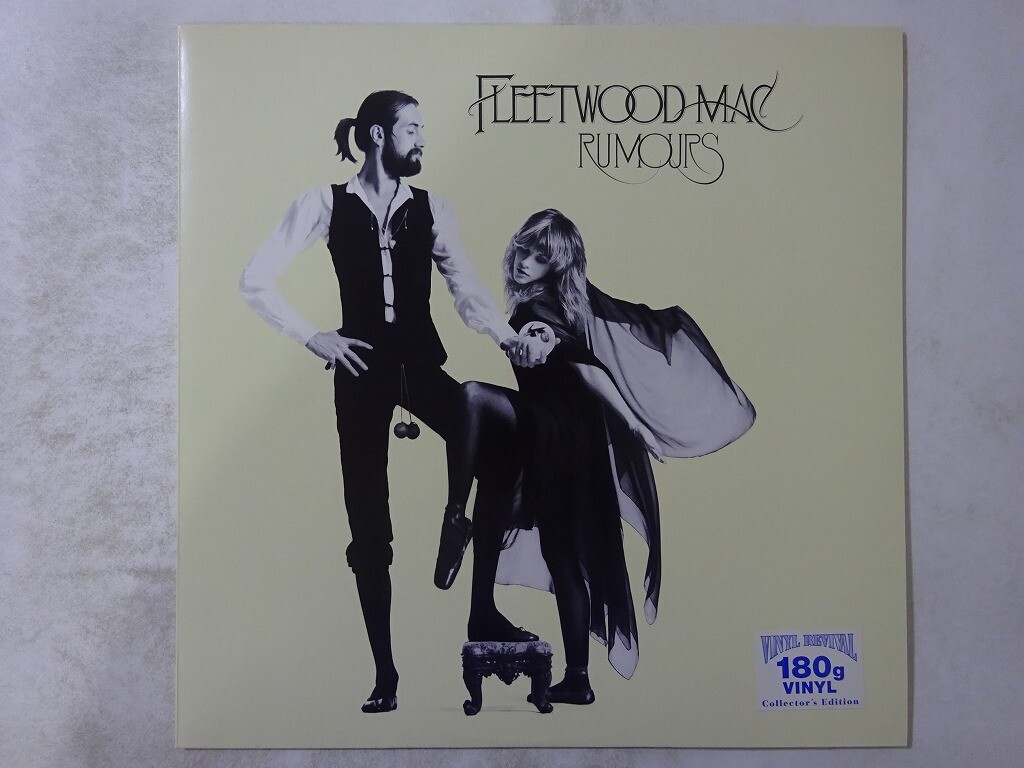 FLEETWOOD MAC
RUMOURS
VINYL REVIVAL
180g
VINYL
Collector's Edition